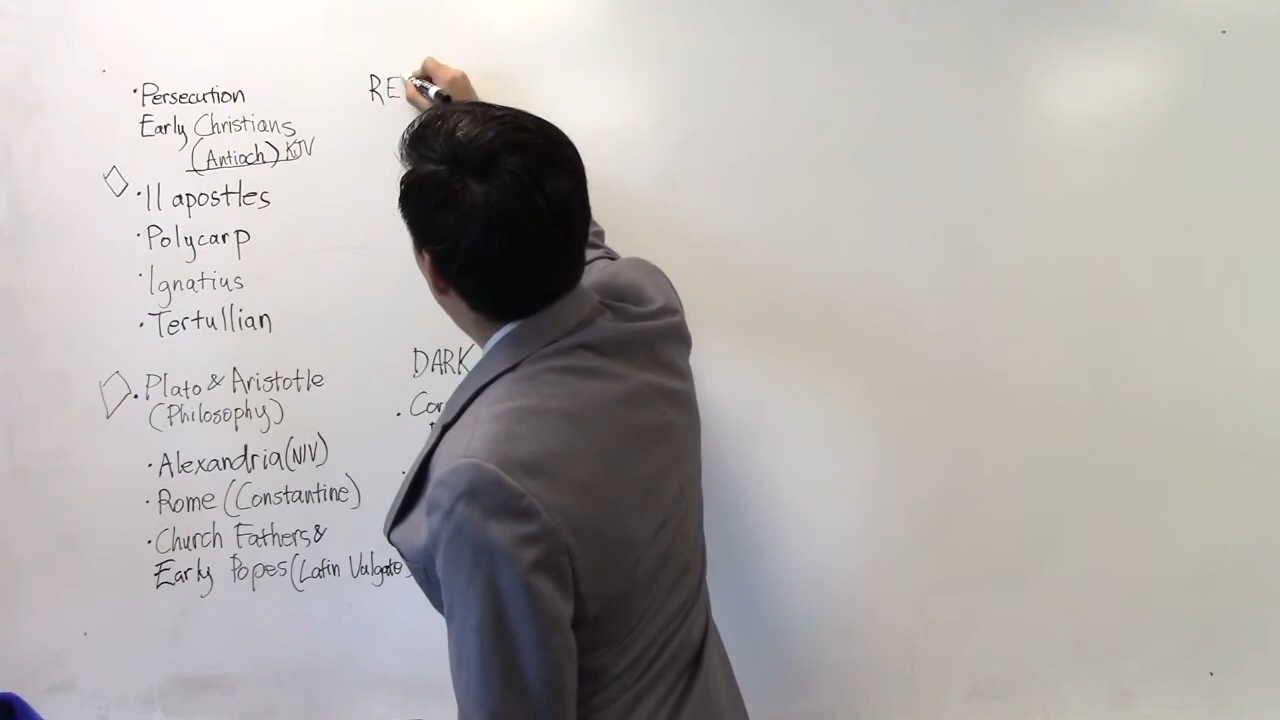 ·Persecution
Early Christians
(Antioch) KJV
·11 apostles
·Polycarp
·Ignatius
·Tertullian
·Plato & Aristotle
(Philosophy)
·Alexandria (NIV)
·Rome (Constantine)
·Church Fathers &
Early Popes (Latin Vulgate)
RE
DARK